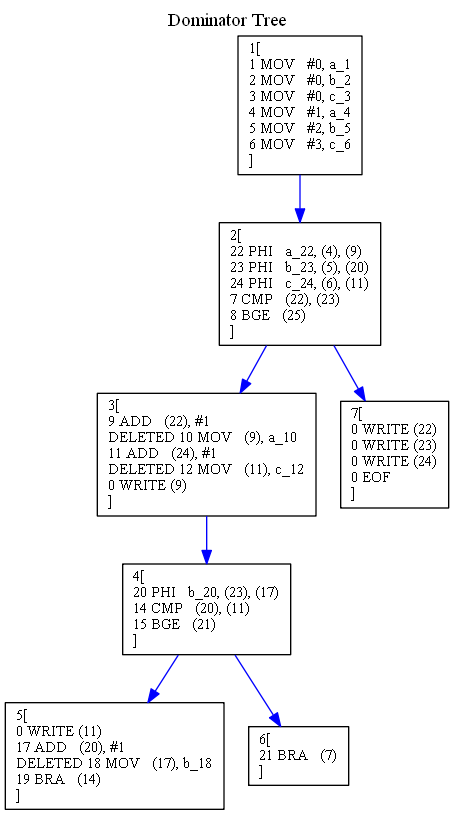 Dominator Tree
1[
1 MOV #0, a_1
2 MOV #0, b_2
3 MOV #0, c_3
4 MOV #1, a_4
5 MOV #2, b_5
6 MOV #3, c_6
]
2[
22 PHI a_22, (4), (9)
23 PHI b_23, (5), (20)
24 PHI c_24, (6), (11)
7 CMP (22), (23)
8 BGE (25)
]
3[
9 ADD (22), #1
DELETED 10 MOV (9), a_10
11 ADD (24), #1
DELETED 12 MOV (11), c_12
0 WRITE (9)
]
7[
0 WRITE (22)
0 WRITE (23)
0 WRITE (24)
0 EOF
]
4[
20 PHI b_20, (23), (17)
14 CMP (20), (11)
15 BGE (21)
]
5[
0 WRITE (11)
17 ADD (20), #1
DELETED 18 MOV (17), b_18
19 BRA (14)
]
6[
21 BRA (7)
]